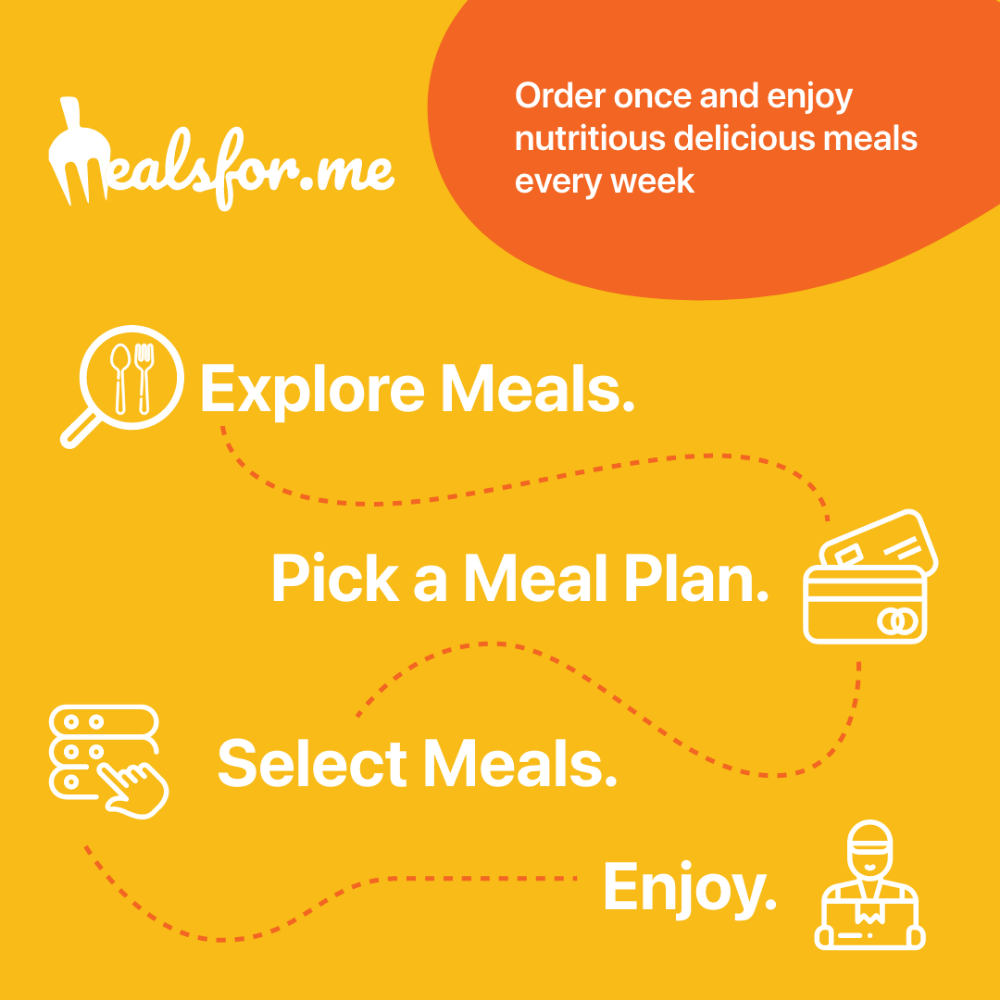 mealsfor.me
Order once and enjoy
nutritious delicious meals
every week
Explore Meals.
Pick a Meal Plan.
Select Meals.
Enjoy.